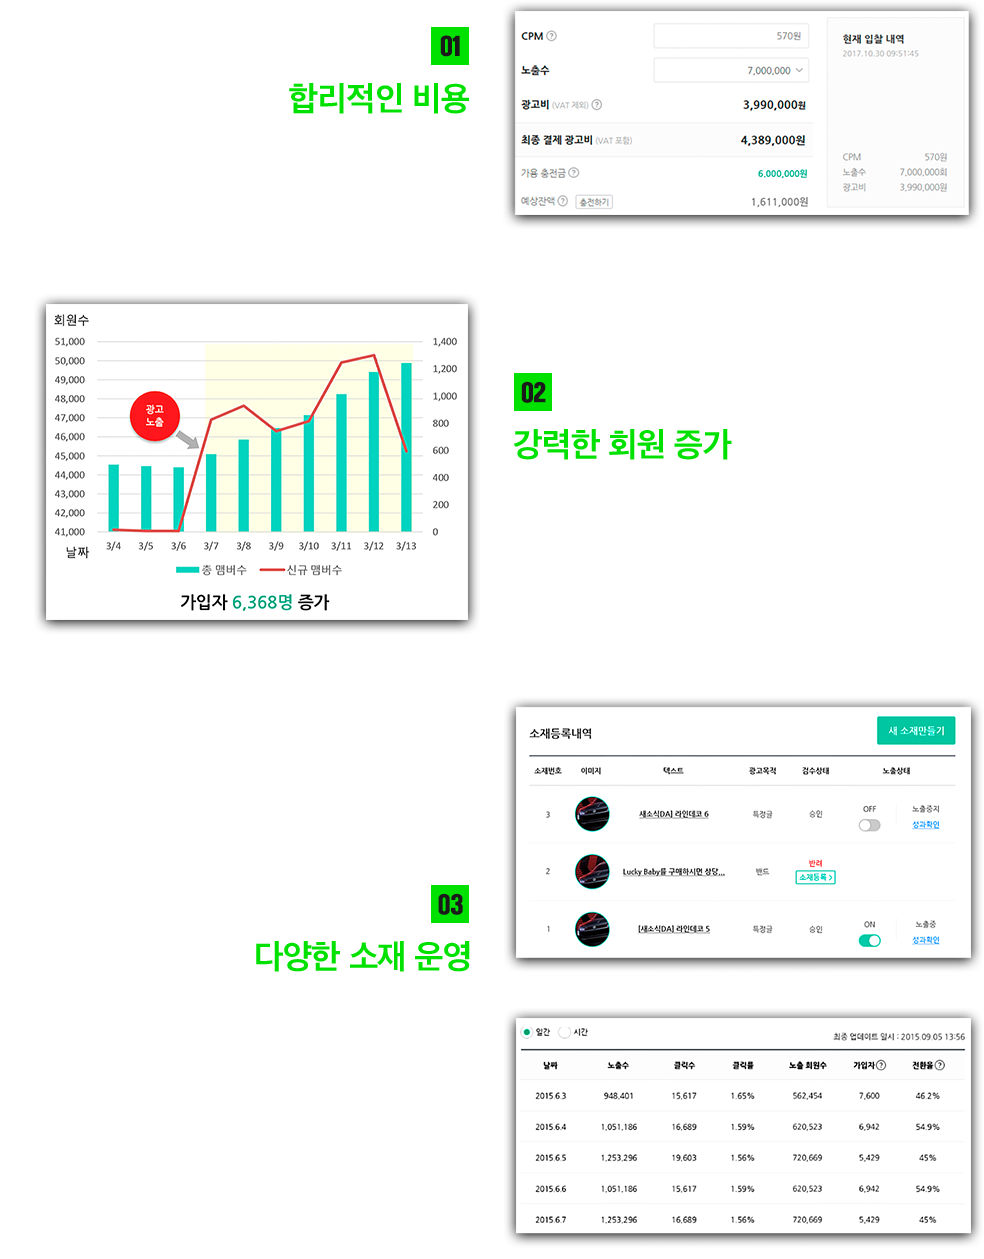 01
합리적인 비용
CPM ? 570원
노출수 7,000,000
광고비 (VAT 제외) ? 3,990,000원
최종 결제 광고비 (VAT 포함) 4,389,000원
가용 충전금 ? 6,000,000원
예상잔액 ? 충전하기 1,611,000원
현재 입찰 내역
2017.10.30 09:51:45
CPM 570원
노출수 7,000,000회
광고비 3,990,000원
회원수
51,000 1,400
50,000 1,200
49,000
48,000 1,000
47,000 800
46,000
45,000 600
44,000 400
43,000
42,000 200
41,000 0
광고
노출
날짜 3/4 3/5 3/6 3/7 3/8 3/9 3/10 3/11 3/12 3/13
총 맴버수 신규 맴버수
가입자 6,368명 증가
02
강력한 회원 증가
소재등록내역 새 소재만들기
소재번호 이미지 텍스트 광고목적 검수상태 노출상태
3 새소식DA] 라인데코 6 특정글 승인 OFF 노출중지
성과확인
2 Lucky Baby를 구매하시면 상당... 밴드 반려
소재등록 >
1 [새소식DA] 라인데코 5 특정글 승인 ON 노출중
성과확인
03
다양한 소재 운영
일간 시간 최종 업데이트 일시 : 2015.09.05 13:56
날짜 노출수 클릭수 클릭률 노출 회원수 가입자 ? 전환율 ?
2015.6.3 948,401 15,617 1.65% 562,454 7,600 46.2%
2015.6.4 1,051,186 16,689 1.59% 620,523 6,942 54.9%
2015.6.5 1,253,296 19,603 1.56% 720,669 5,429 45%
2015.6.6 1,051,186 15,617 1.59% 620,523 6,942 54.9%
2015.6.7 1,253,296 16,689 1.56% 720,669 5,429 45%